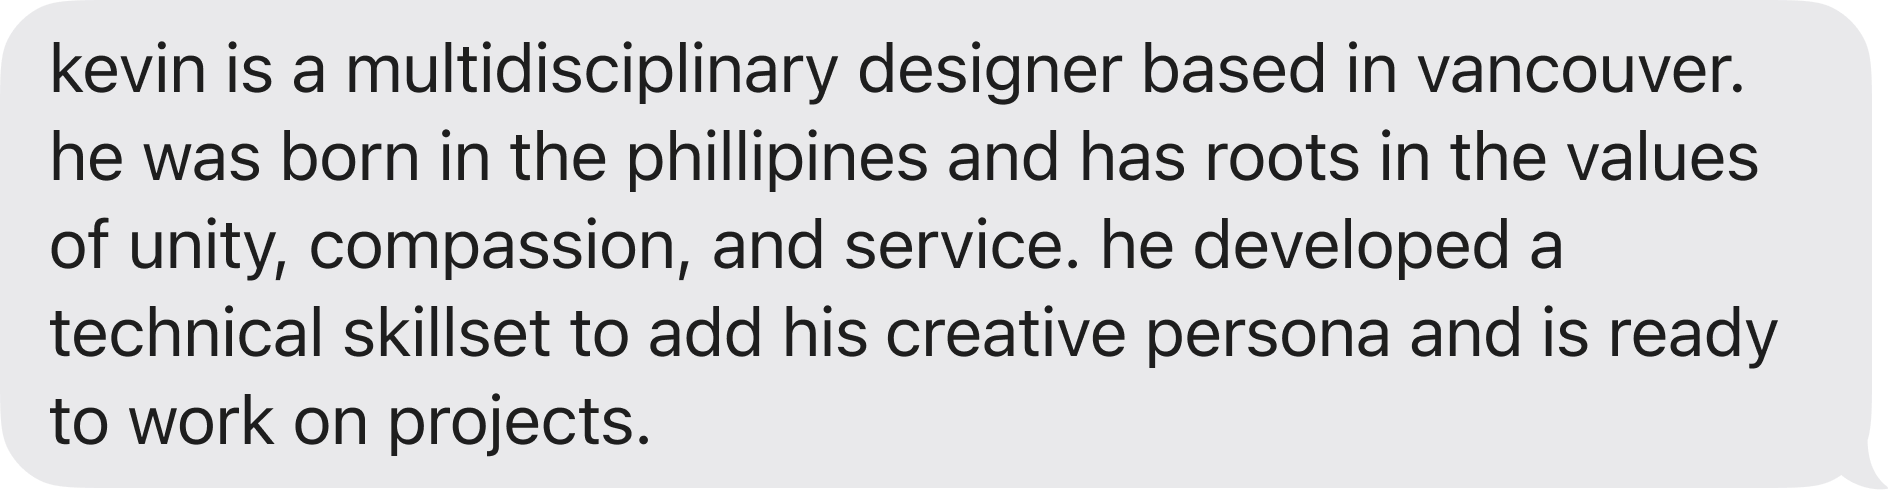 kevin is a multidisciplinary designer based in vancouver.
he was born in the phillipines and has roots in the values
of unity, compassion, and service. he developed a
technical skillset to add his creative persona and is ready
to work on projects.